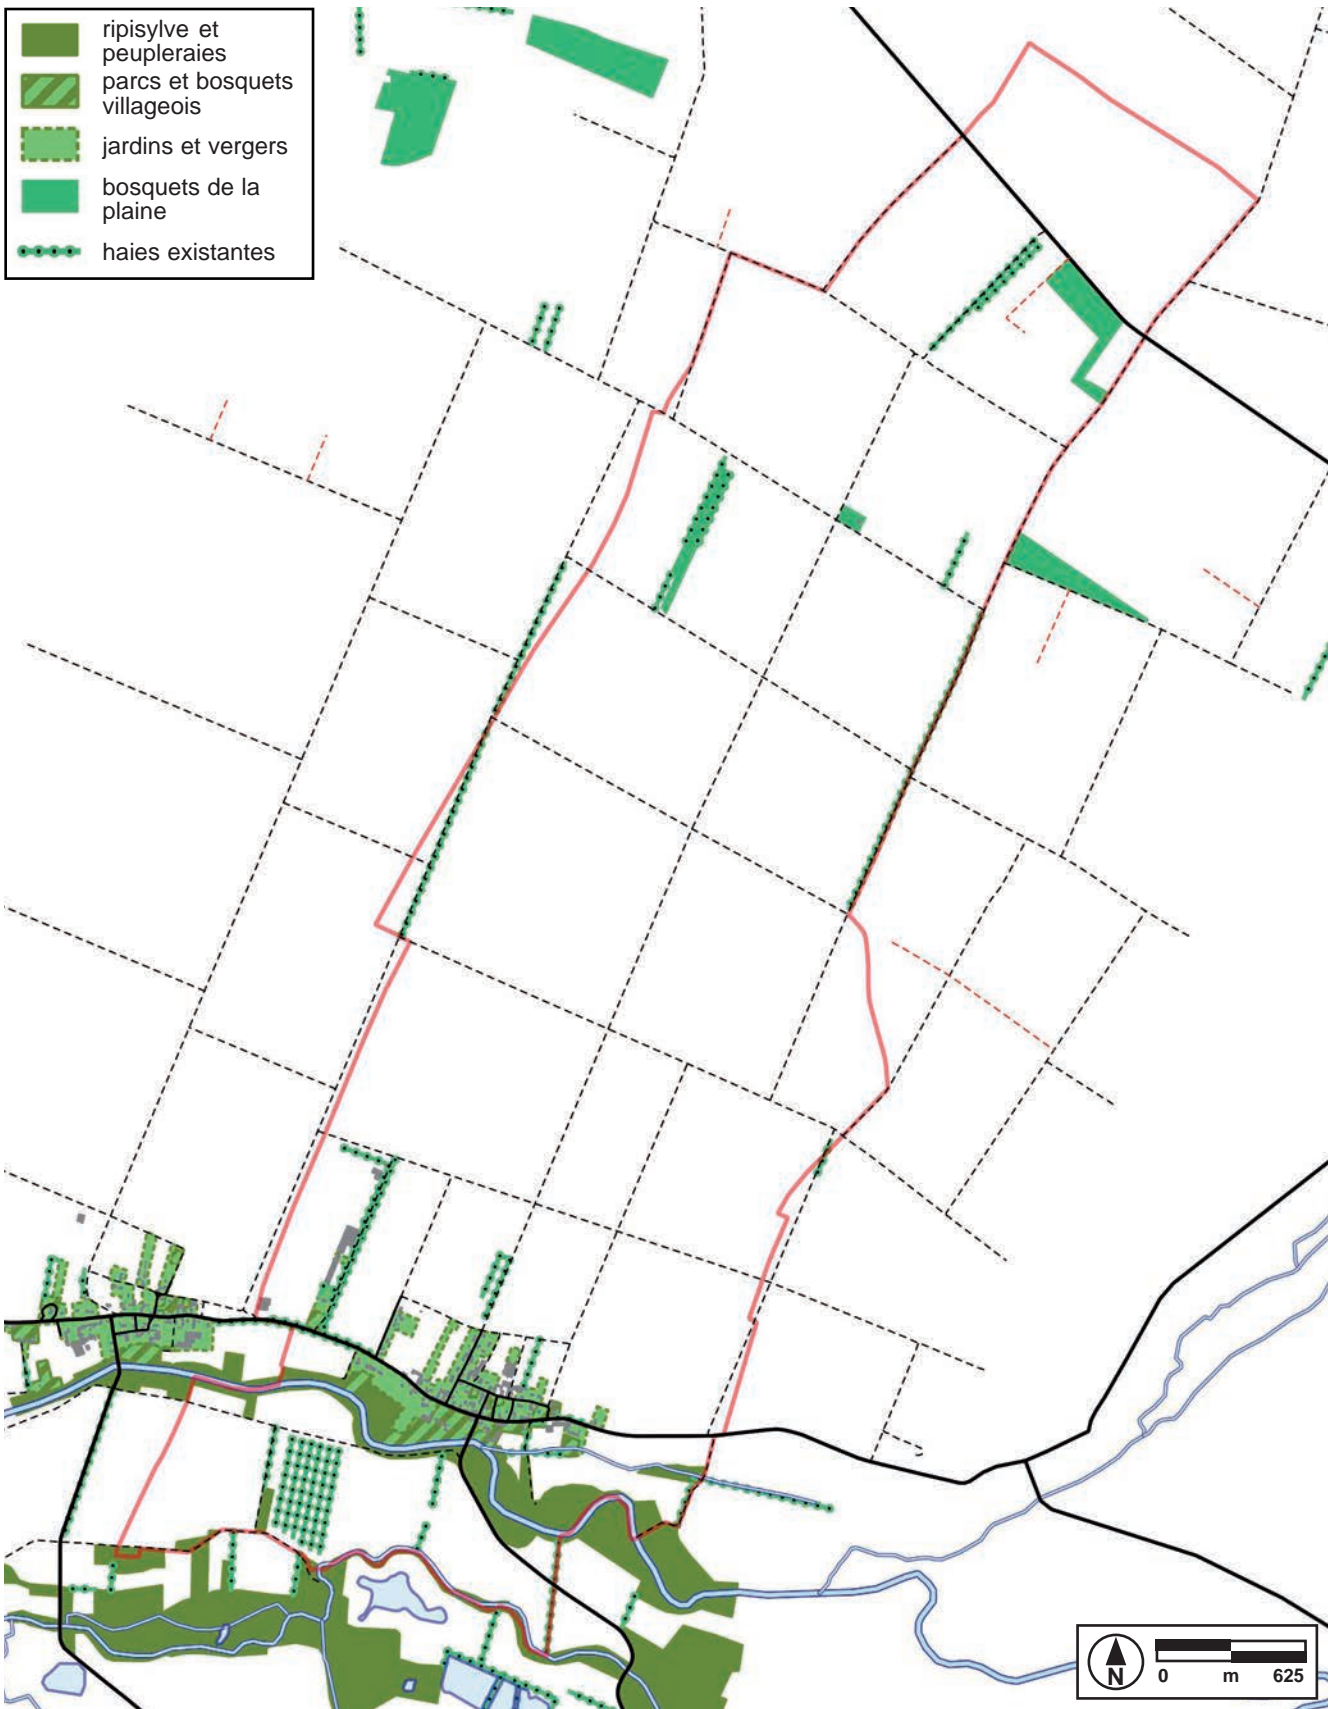 ripisylve et
peupleraies
parcs et bosquets
villageois
jardins et vergers
bosquets de la
plaine
haies existantes
N
0 m 625